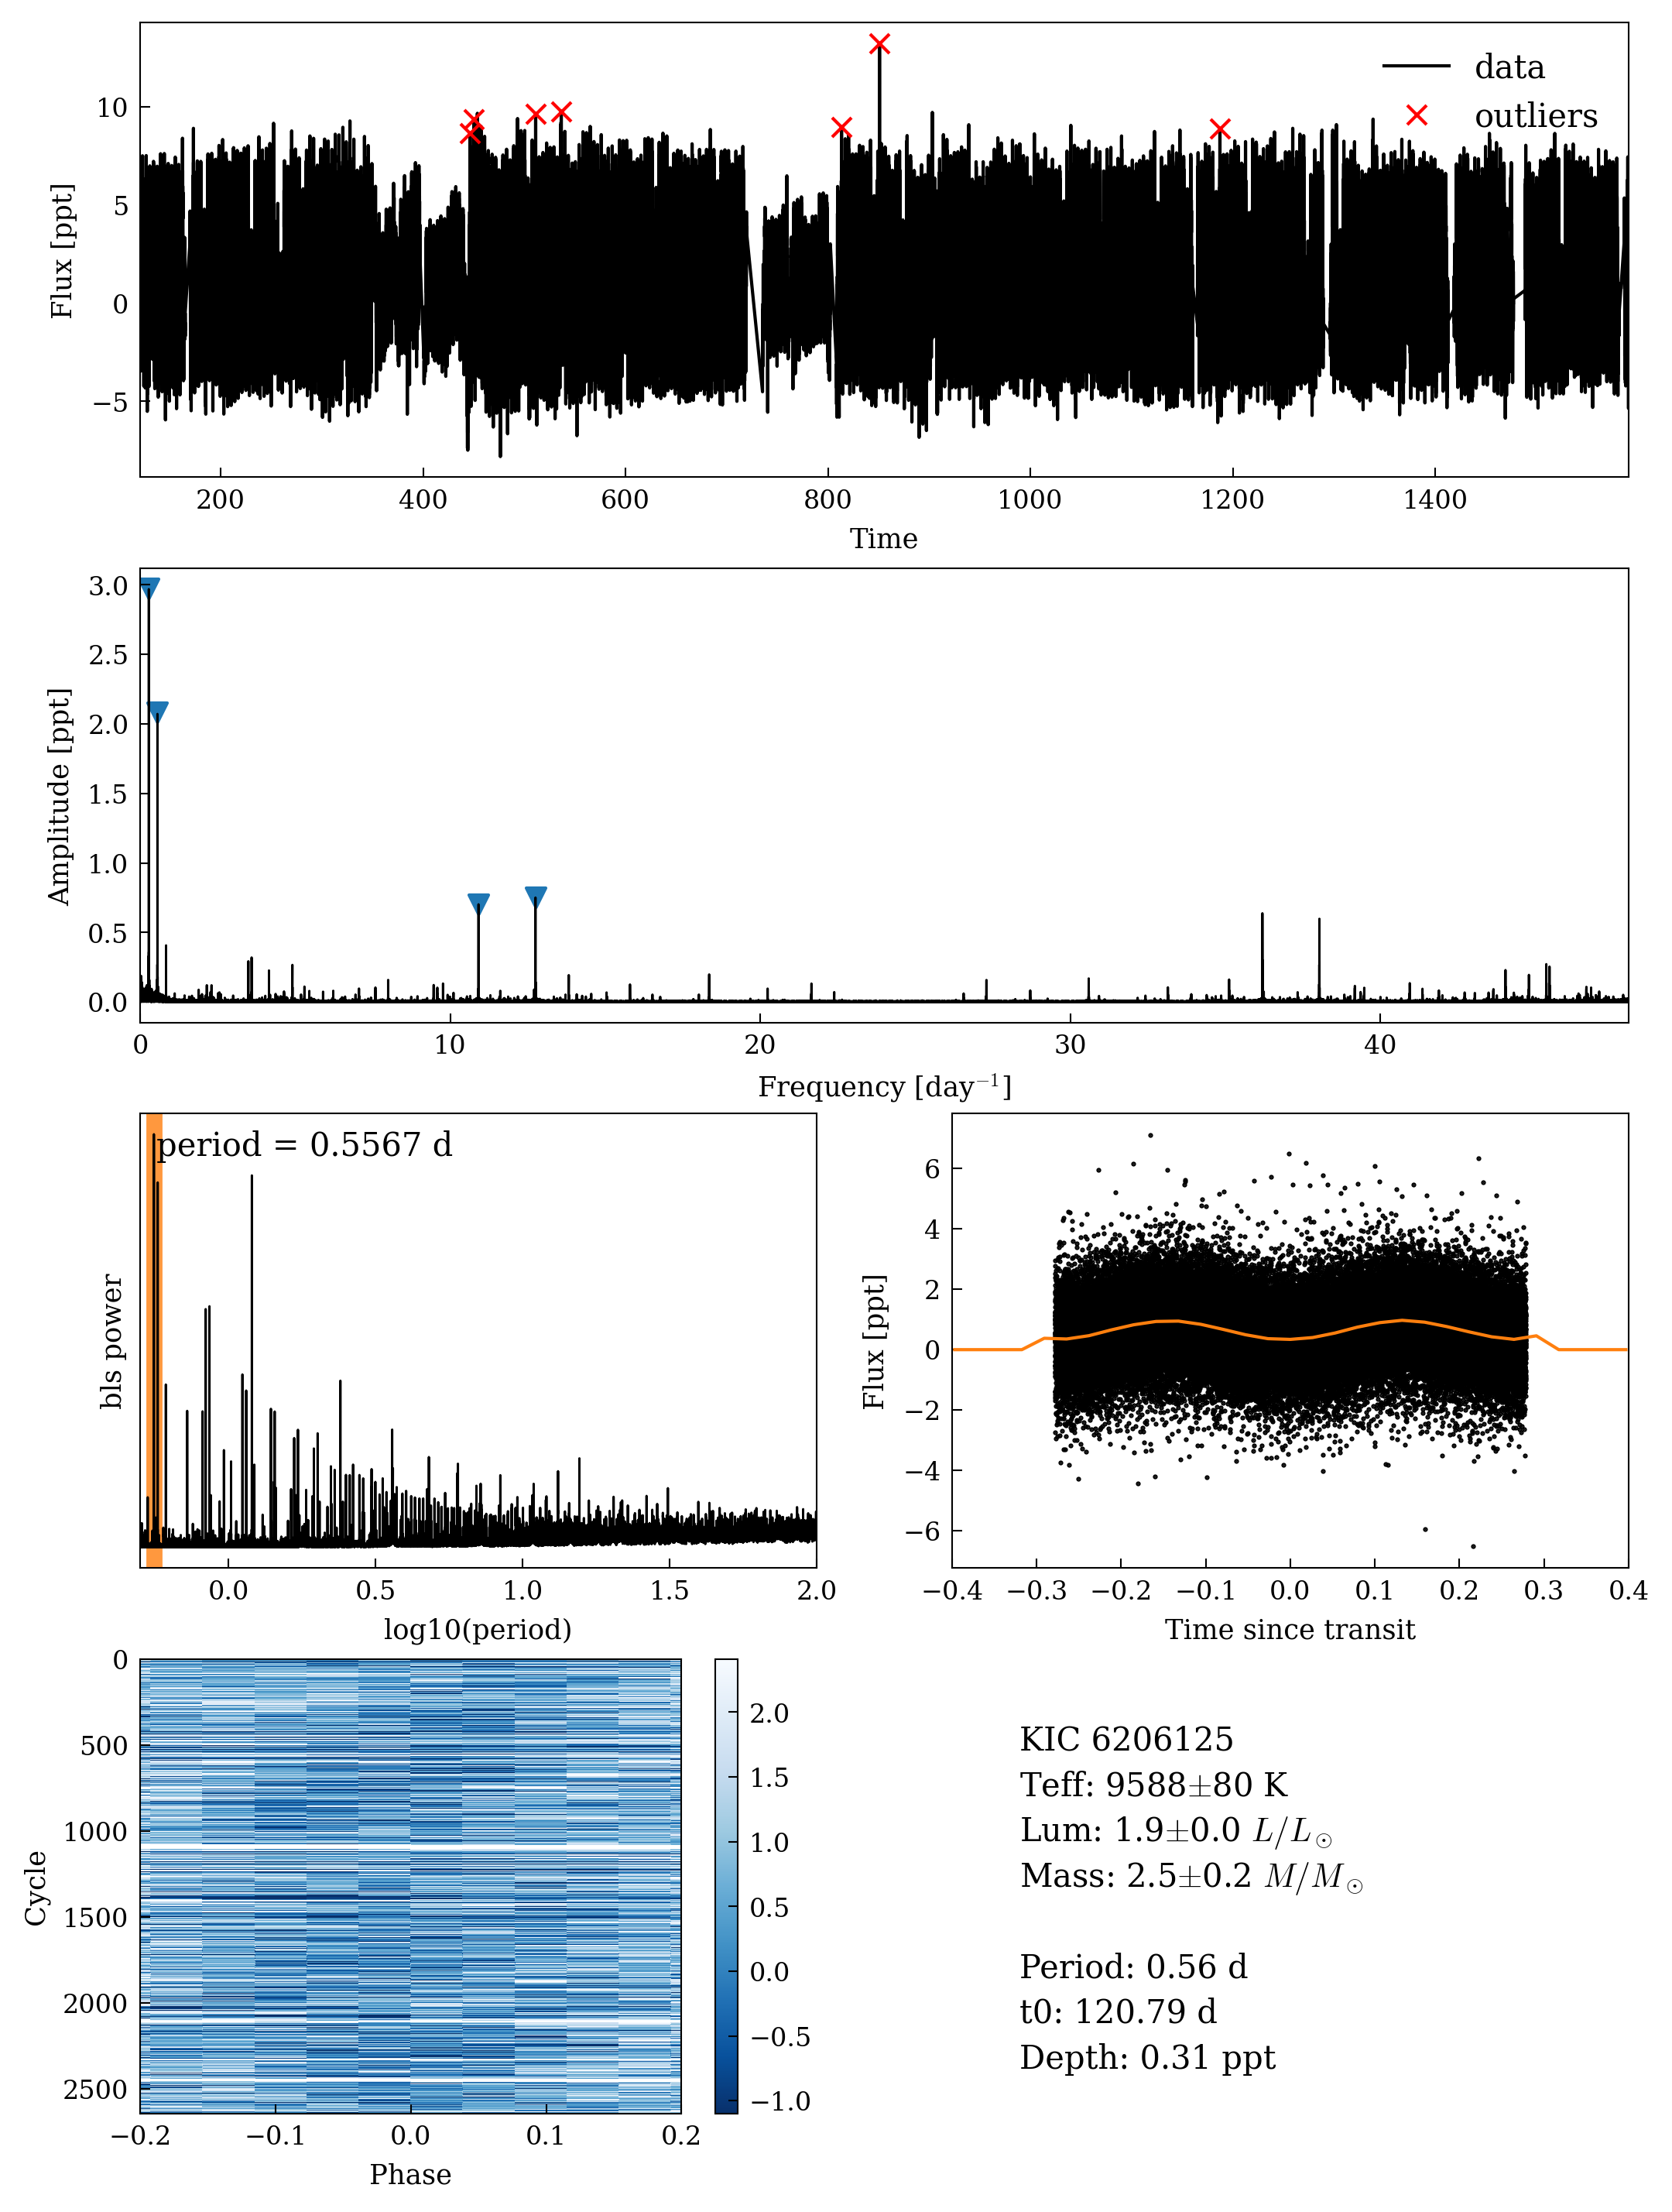 data
outliers
10
5
0
−5
Flux [ppt]
200 400 600 800 1000 1200 1400
Time
3.0
2.5
2.0
1.5
1.0
0.5
0.0
Amplitude [ppt]
0 10 20 30 40
Frequency [day⁻¹]
period = 0.5567 d
bls power
0.0 0.5 1.0 1.5 2.0
log10(period)
6
4
2
0
−2
−4
−6
Flux [ppt]
−0.4 −0.3 −0.2 −0.1 0.0 0.1 0.2 0.3 0.4
Time since transit
0
500
1000
1500
2000
2500
Cycle
−0.2 −0.1 0.0 0.1 0.2
Phase
2.0
1.5
1.0
0.5
0.0
−0.5
−1.0
KIC 6206125
Teff: 9588±80 K
Lum: 1.9±0.0 L/L⊙
Mass: 2.5±0.2 M/M⊙
Period: 0.56 d
t0: 120.79 d
Depth: 0.31 ppt